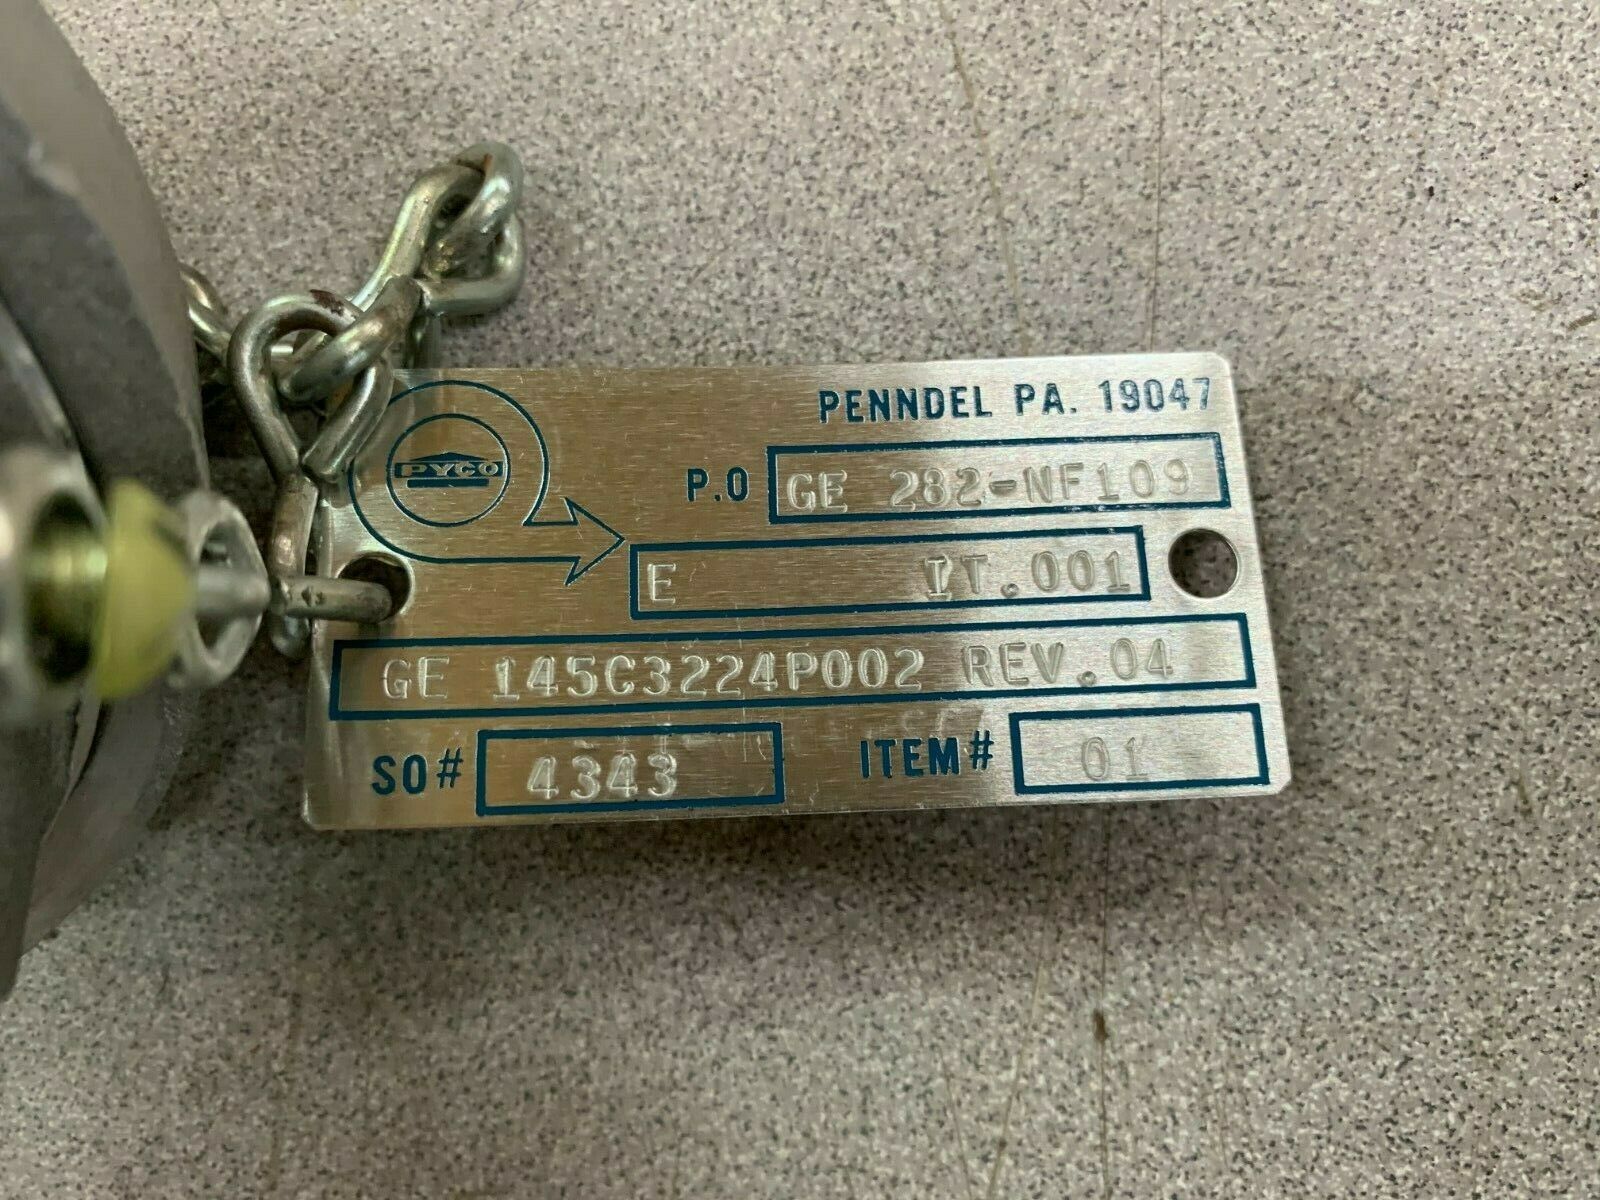 PENNDEL PA. 19047
PYCO
P.O GE 282-NF109
E IT.001
GE 145C3224P002 REV.04
SO# 4343 ITEM# 01